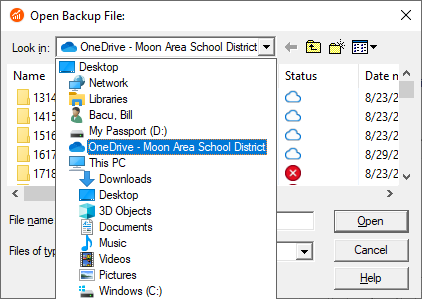 Open Backup File:
Look in: OneDrive - Moon Area School District
Name Status Date m
Desktop
Network
Libraries
Bacu, Bill
My Passport (D:)
OneDrive - Moon Area School District
This PC
Downloads
Desktop
3D Objects
Documents
Music
Videos
Pictures
Windows (C:)
1314 8/23/2
1415 8/23/2
1516 8/23/2
1617 8/29/2
1718 8/23/2
File name Open
Files of typ Cancel
Help